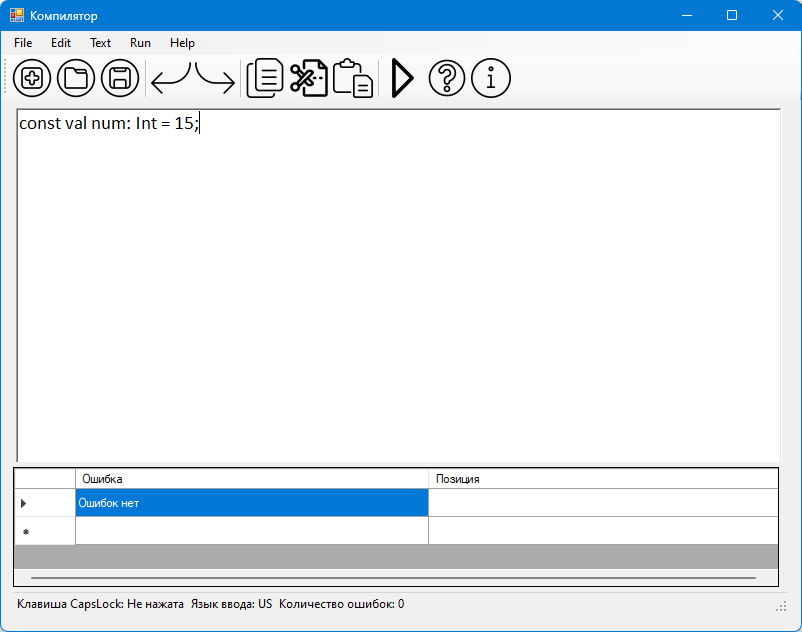 Компилятор
File Edit Text Run Help
const val num: Int = 15;
Ошибка Позиция
Ошибок нет
Клавиша CapsLock: Не нажата Язык ввода: US Количество ошибок: 0